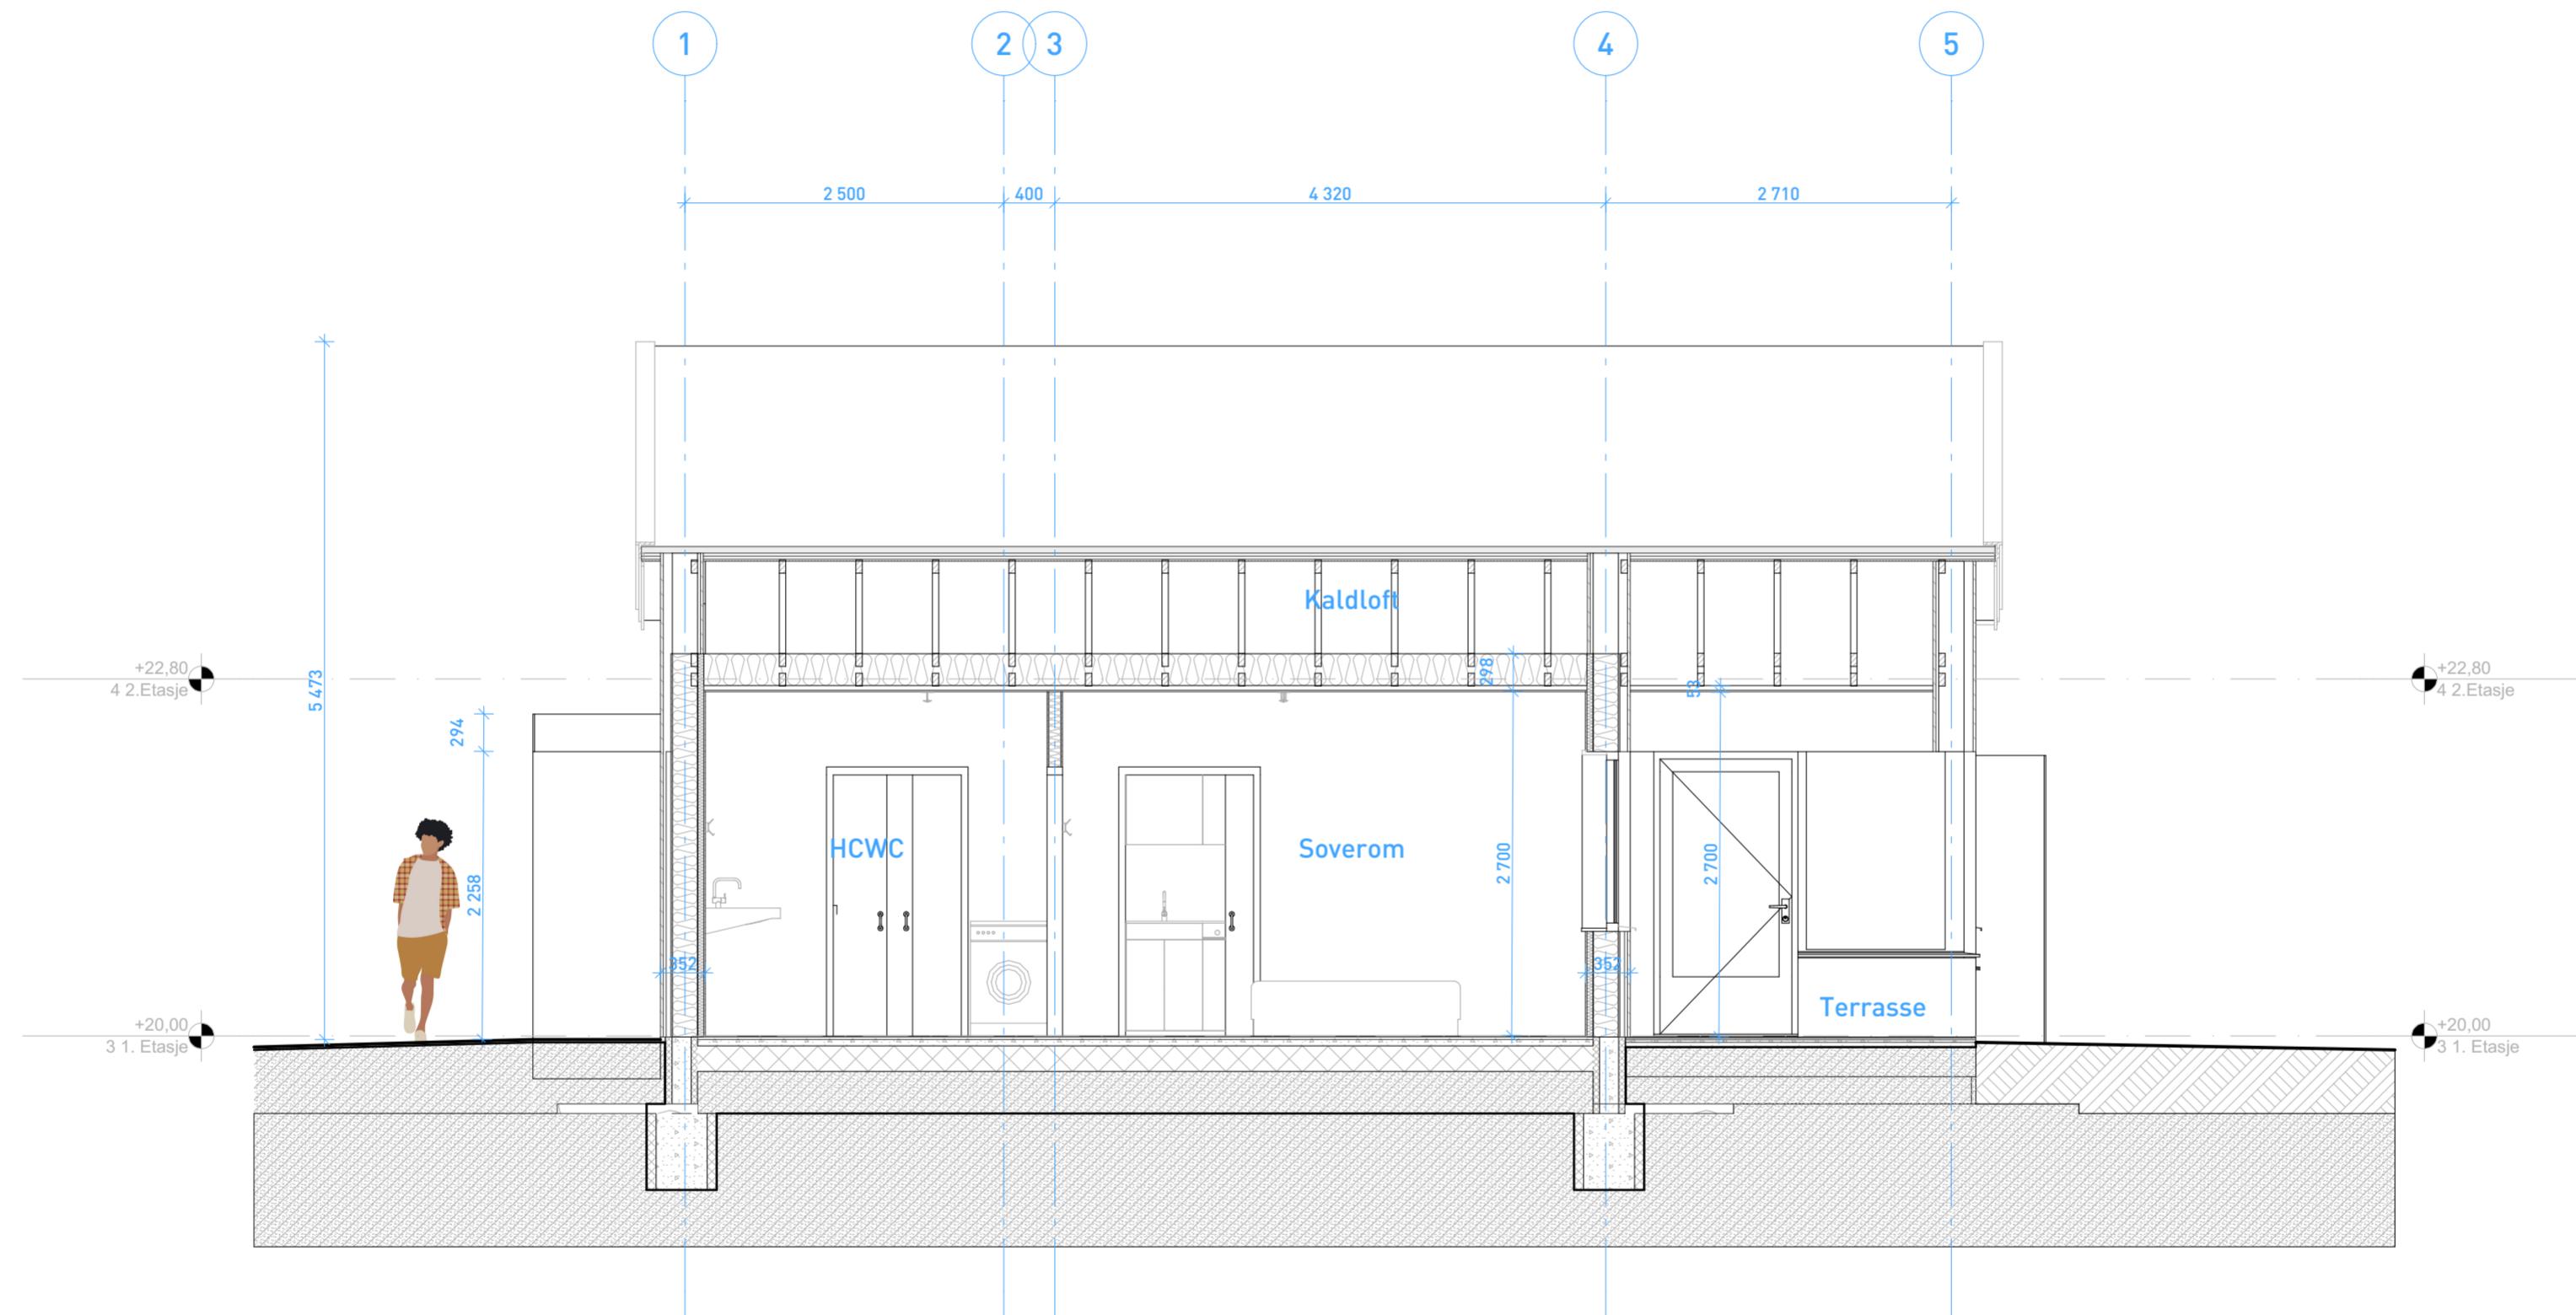 1 2 3 4 5
2 500 400 4 320 2 710
Kaldloft
+22,80
4 2.Etasje
5 473
294
298
53
+22,80
4 2.Etasje
HCWC
Soverom
2 258
2 700
2 700
352
352
Terrasse
+20,00
3 1. Etasje
+20,00
3 1. Etasje